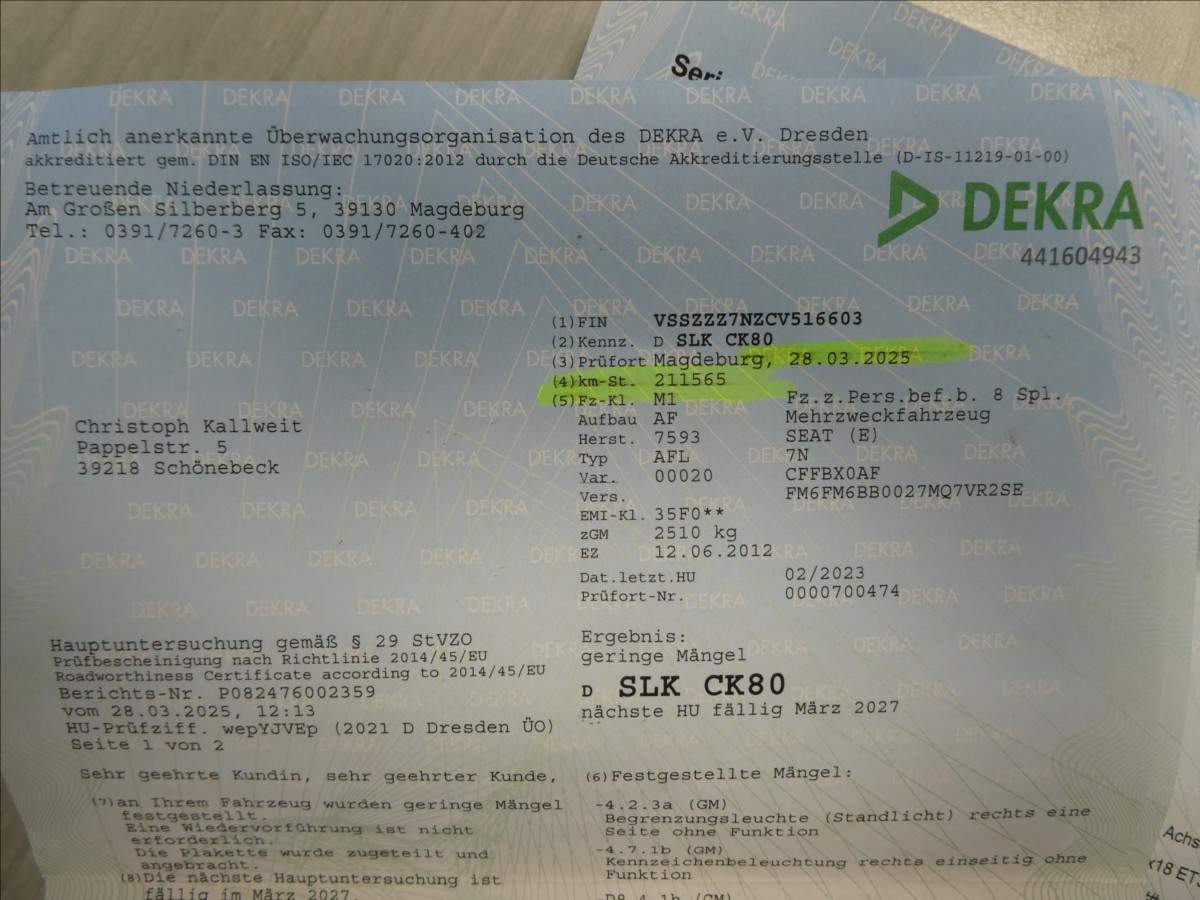 Seri
Amtlich anerkannte Überwachungsorganisation des DEKRA e.V. Dresden
akkreditiert gem. DIN EN ISO/IEC 17020:2012 durch die Deutsche Akkreditierungsstelle (D-IS-11219-01-00)
Betreuende Niederlassung:
Am Großen Silberberg 5, 39130 Magdeburg
Tel.: 0391/7260-3 Fax: 0391/7260-402
DEKRA
441604943
(1)FIN VSSZZZ7NZCV516603
(2)Kennz. D SLK CK80
(3)Prüfort Magdeburg, 28.03.2025
(4)km-St. 211565
(5)Fz-Kl. M1 Fz.z.Pers.bef.b. 8 Spl.
Aufbau AF Mehrzweckfahrzeug
Herst. 7593 SEAT (E)
Typ AFL 7N
Var. 00020 CFFBX0AF
Vers. FM6FM6BB0027MQ7VR2SE
EMI-Kl. 35F0**
zGM 2510 kg
EZ 12.06.2012
Dat.letzt.HU 02/2023
Prüfort-Nr. 0000700474
Christoph Kallweit
Pappelstr. 5
39218 Schönebeck
Hauptuntersuchung gemäß § 29 StVZO
Prüfbescheinigung nach Richtlinie 2014/45/EU
Roadworthiness Certificate according to 2014/45/EU
Berichts-Nr. P082476002359
vom 28.03.2025, 12:13
HU-Prüfziff. wepYJVEp (2021 D Dresden ÜO)
Seite 1 von 2
Ergebnis:
geringe Mängel
D SLK CK80
nächste HU fällig März 2027
Sehr geehrte Kundin, sehr geehrter Kunde,
(7)an Ihrem Fahrzeug wurden geringe Mängel
festgestellt.
Eine Wiedervorführung ist nicht
erforderlich.
Die Plakette wurde zugeteilt und
angebracht.
(8)Die nächste Hauptuntersuchung ist
fällig im März 2027.
(6)Festgestellte Mängel:
-4.2.3a (GM)
Begrenzungsleuchte (Standlicht) rechts eine
Seite ohne Funktion
-4.7.1b (GM)
Kennzeichenbeleuchtung rechts einseitig ohne
Funktion
(GM)
Achs